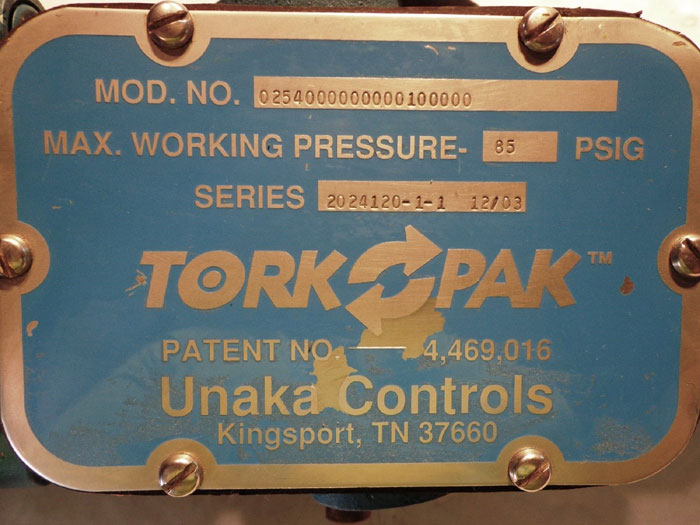 MOD. NO. 0254000000000100000
MAX. WORKING PRESSURE- 85 PSIG
SERIES 2024120-1-1 12/03
TORK PAK™
PATENT NO. 4,469,016
Unaka Controls
Kingsport, TN 37660